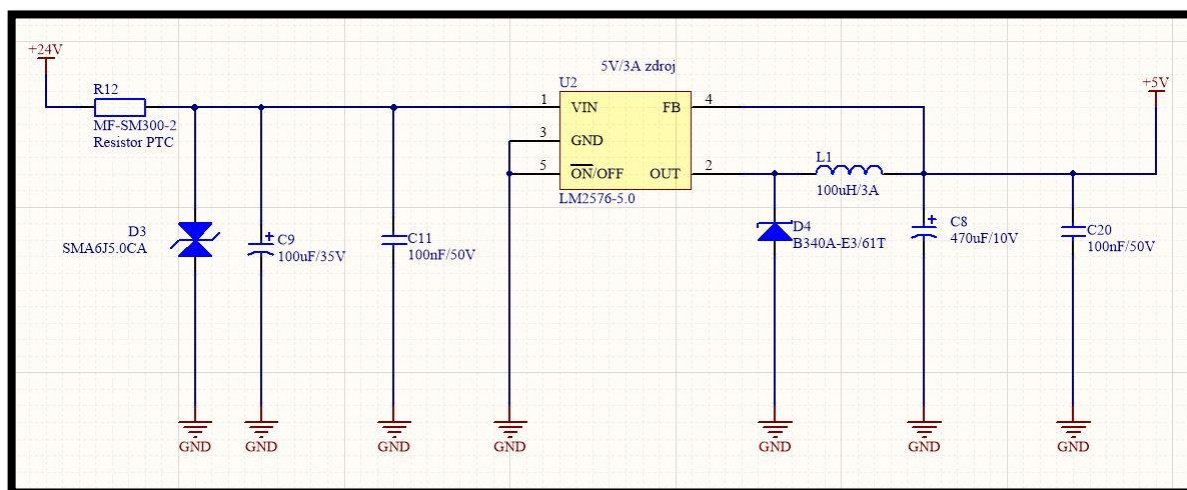 +24V
R12
MF-SM300-2
Resistor PTC
D3
SMA6J5.0CA
C9
100uF/35V
C11
100nF/50V
5V/3A zdroj
U2
1 VIN FB 4
3 GND
5 ON/OFF OUT 2
LM2576-5.0
L1
100uH/3A
D4
B340A-E3/61T
C8
470uF/10V
C20
100nF/50V
+5V
GND GND GND GND GND GND GND